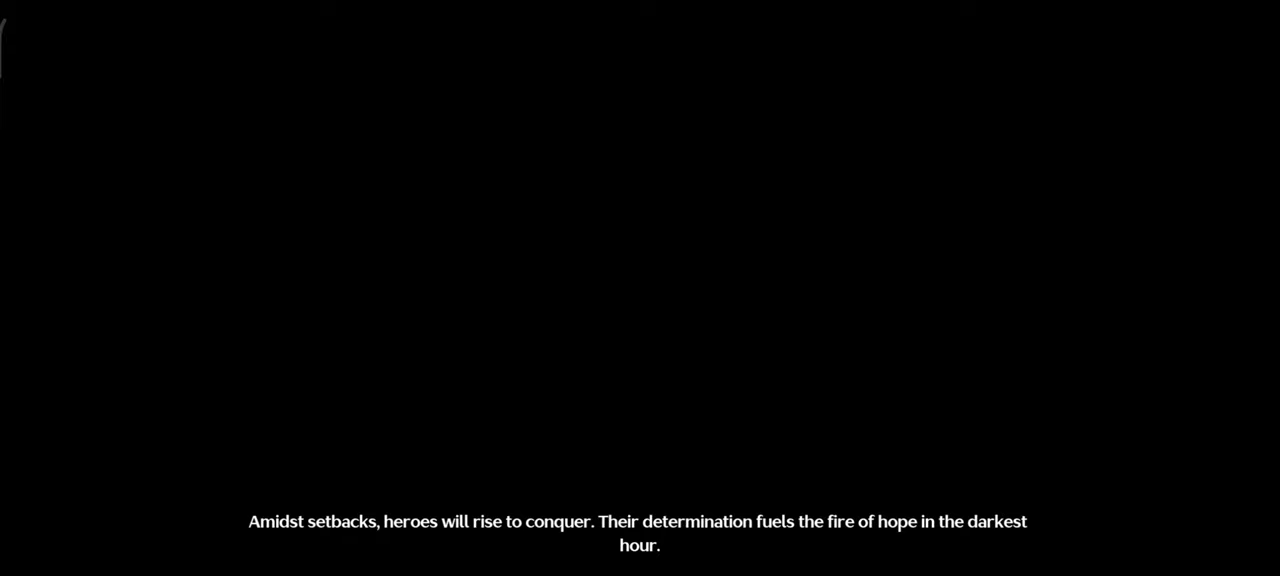 Amidst setbacks, heroes will rise to conquer. Their determination fuels the fire of hope in the darkest
hour.